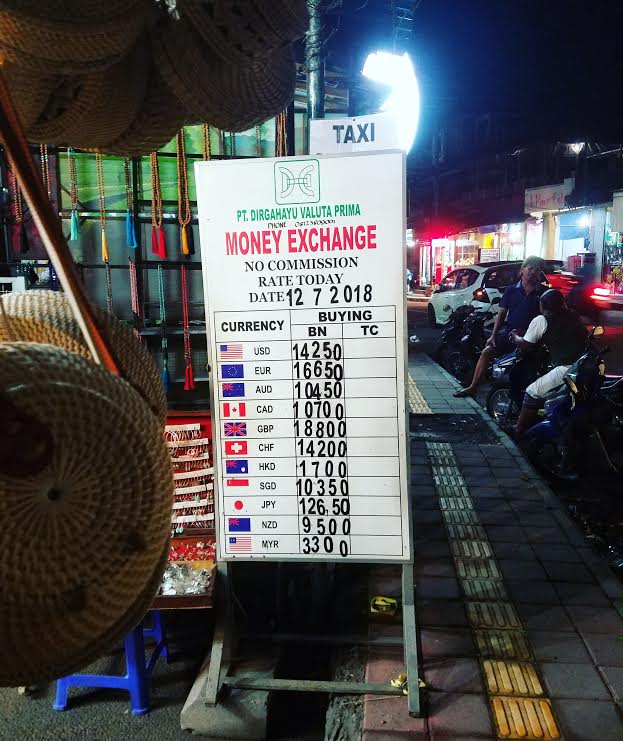 TAXI
PT. DIRGAHAYU VALUTA PRIMA
PHONE
MONEY EXCHANGE
NO COMMISSION
RATE TODAY
DATE 12 7 2018
CURRENCY BUYING
BN TC
USD 14250
EUR 16650
AUD 10450
CAD 10700
GBP 18800
CHF 14200
HKD 1700
SGD 10350
JPY 126,50
NZD 9500
MYR 3300